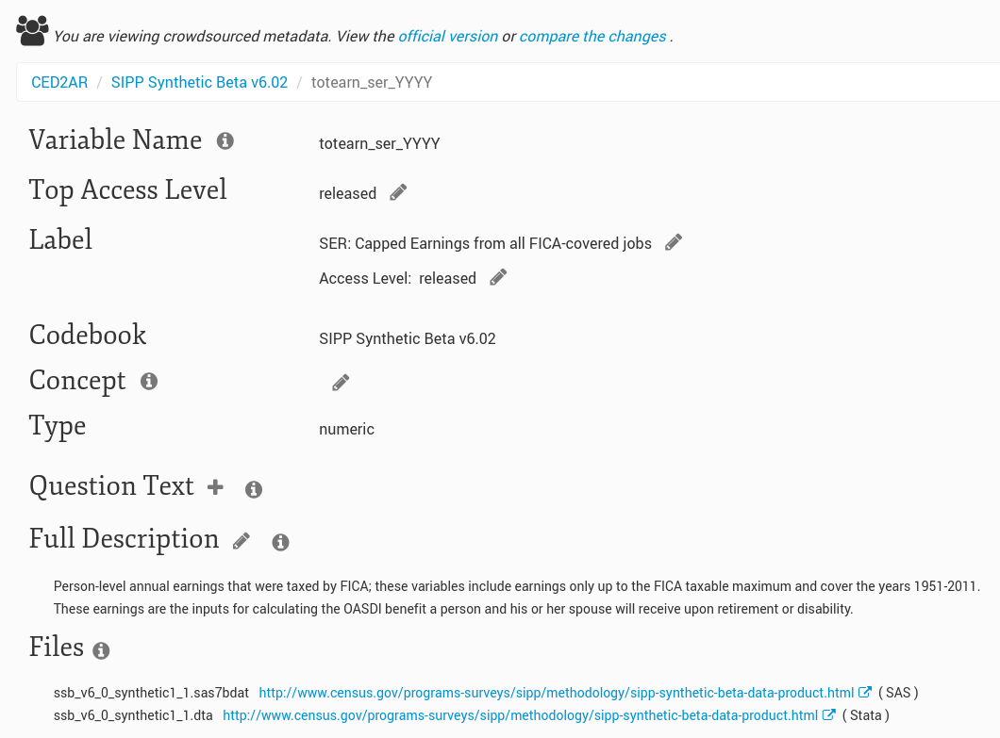 You are viewing crowdsourced metadata. View the official version or compare the changes .
CED2AR / SIPP Synthetic Beta v6.02 / totearn_ser_YYYY
Variable Name totearn_ser_YYYY
Top Access Level released
Label SER: Capped Earnings from all FICA-covered jobs
Access Level: released
Codebook SIPP Synthetic Beta v6.02
Concept
Type numeric
Question Text
Full Description
Person-level annual earnings that were taxed by FICA; these variables include earnings only up to the FICA taxable maximum and cover the years 1951-2011.
These earnings are the inputs for calculating the OASDI benefit a person and his or her spouse will receive upon retirement or disability.
Files
ssb_v6_0_synthetic1_1.sas7bdat http://www.census.gov/programs-surveys/sipp/methodology/sipp-synthetic-beta-data-product.html ( SAS )
ssb_v6_0_synthetic1_1.dta http://www.census.gov/programs-surveys/sipp/methodology/sipp-synthetic-beta-data-product.html ( Stata )